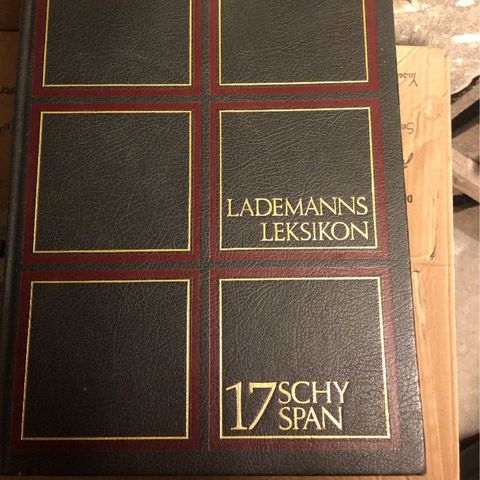 LADEMANNS
LEKSIKON
17 SCHY
SPAN